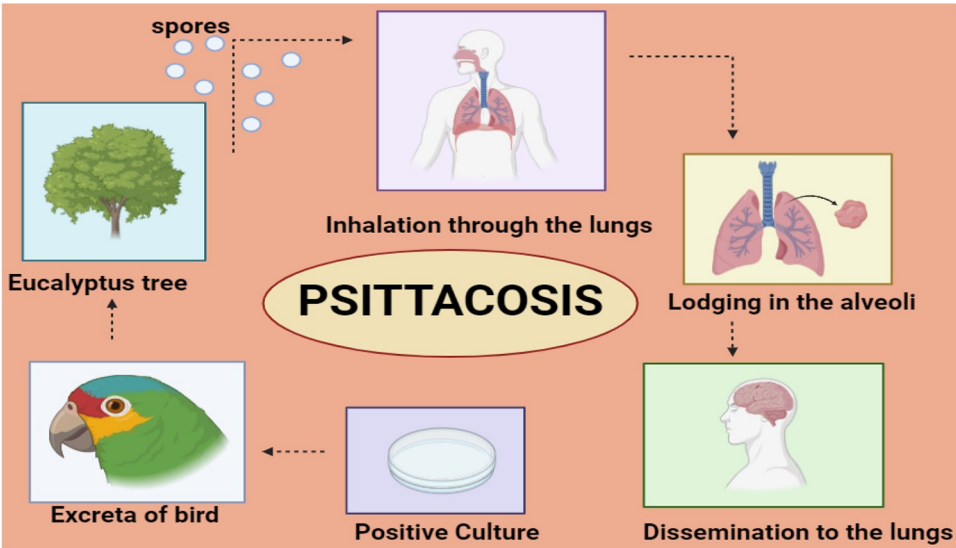 spores
Inhalation through the lungs
Eucalyptus tree
PSITTACOSIS
Lodging in the alveoli
Excreta of bird
Positive Culture
Dissemination to the lungs